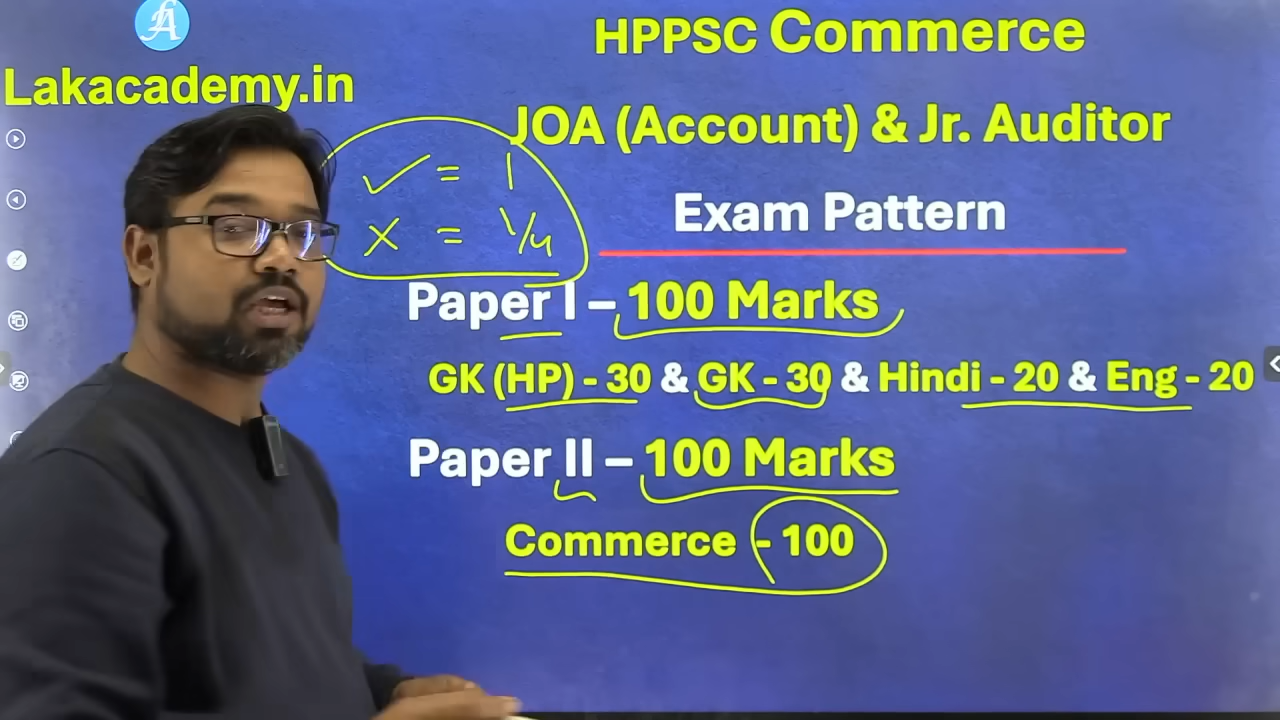 Lakacademy.in
HPPSC Commerce
JOA (Account) & Jr. Auditor
✓ = 1
x = 1/4
Exam Pattern
Paper I – 100 Marks
GK (HP) - 30 & GK - 30 & Hindi - 20 & Eng - 20
Paper II – 100 Marks
Commerce - 100